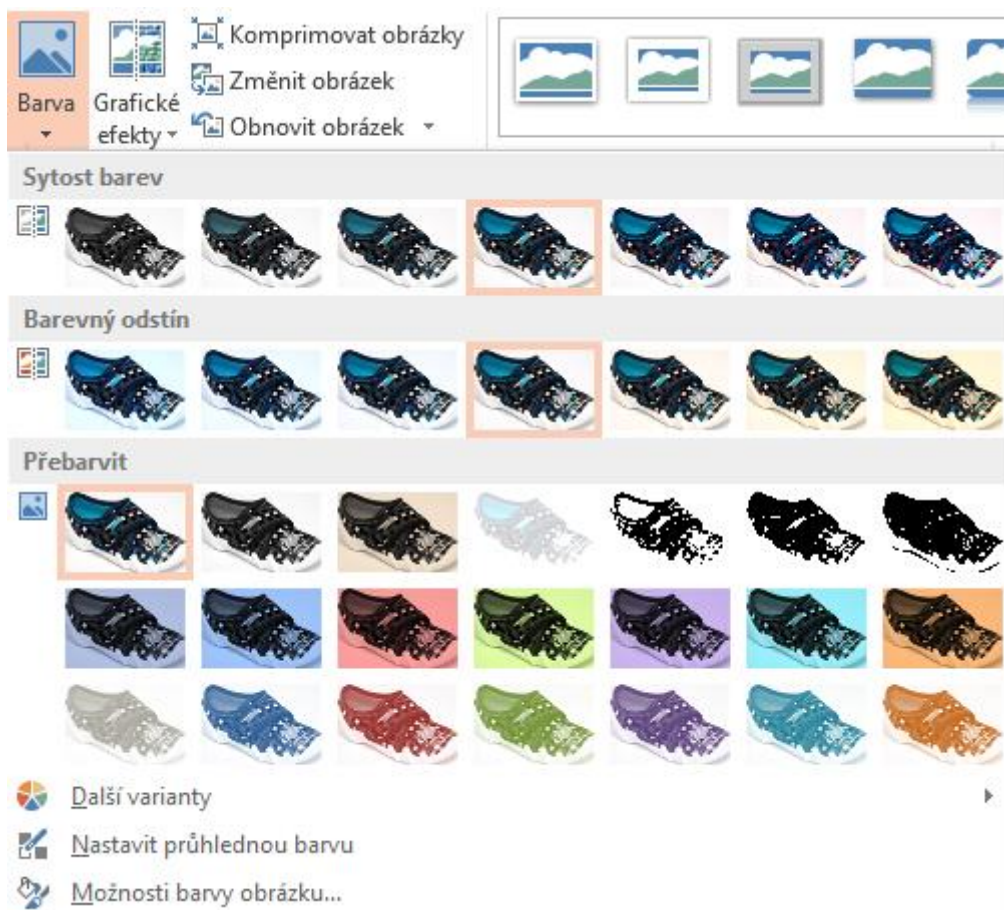 Barva
Grafické
efekty
Komprimovat obrázky
Změnit obrázek
Obnovit obrázek
Sytost barev
Barevný odstín
Přebarvit
Další varianty
Nastavit průhlednou barvu
Možnosti barvy obrázku...